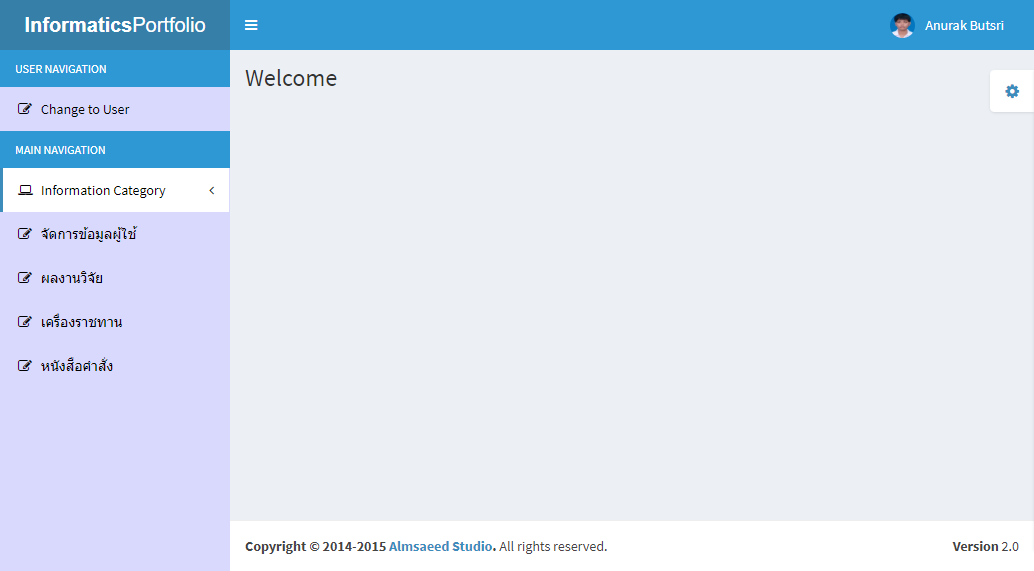 InformaticsPortfolio
Anurak Butsri
USER NAVIGATION
Change to User
MAIN NAVIGATION
Information Category
จัดการข้อมูลผู้ใช้
ผลงานวิจัย
เครื่องราชทาน
หนังสือคำสั่ง
Welcome
Copyright © 2014-2015 Almsaeed Studio. All rights reserved.
Version 2.0